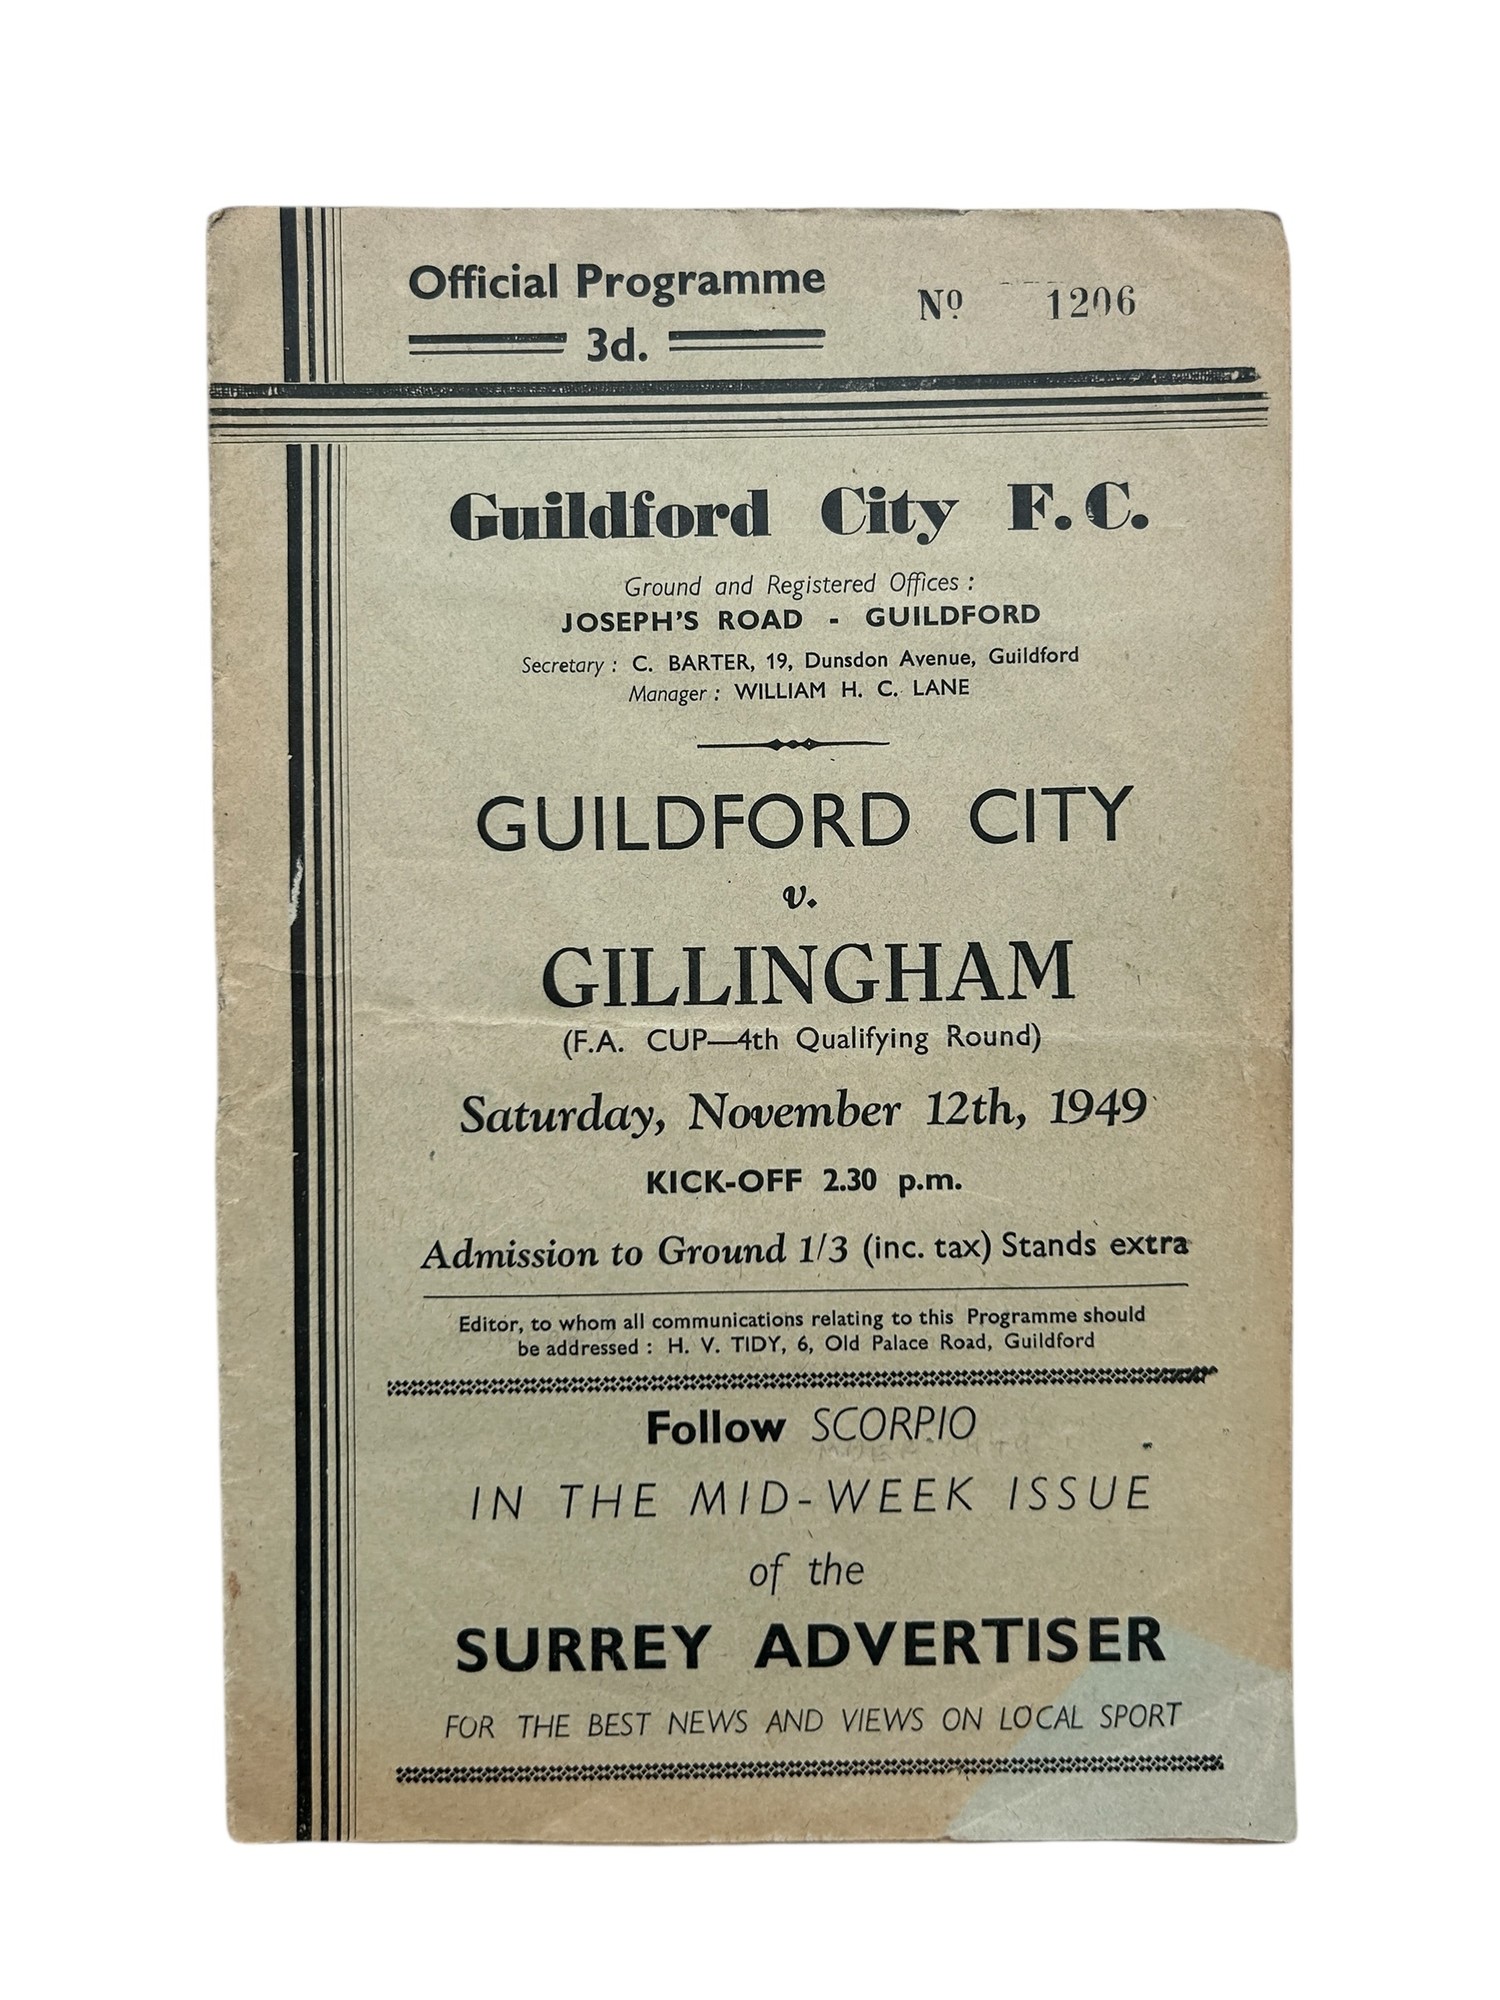 Official Programme
3d.
Nº 1206
Guildford City F.C.
Ground and Registered Offices :
JOSEPH'S ROAD - GUILDFORD
Secretary : C. BARTER, 19, Dunsdon Avenue, Guildford
Manager : WILLIAM H. C. LANE
GUILDFORD CITY
v.
GILLINGHAM
(F.A. CUP—4th Qualifying Round)
Saturday, November 12th, 1949
KICK-OFF 2.30 p.m.
Admission to Ground 1/3 (inc. tax) Stands extra
Editor, to whom all communications relating to this Programme should
be addressed : H. V. TIDY, 6, Old Palace Road, Guildford
Follow SCORPIO
IN THE MID-WEEK ISSUE
of the
SURREY ADVERTISER
FOR THE BEST NEWS AND VIEWS ON LOCAL SPORT